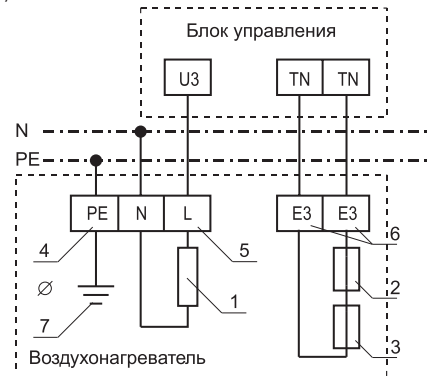 Блок управления
U3 TN TN
N
PE
PE N L E3 E3
4 5 6
⌀ 1 2
7
3
Воздухонагреватель